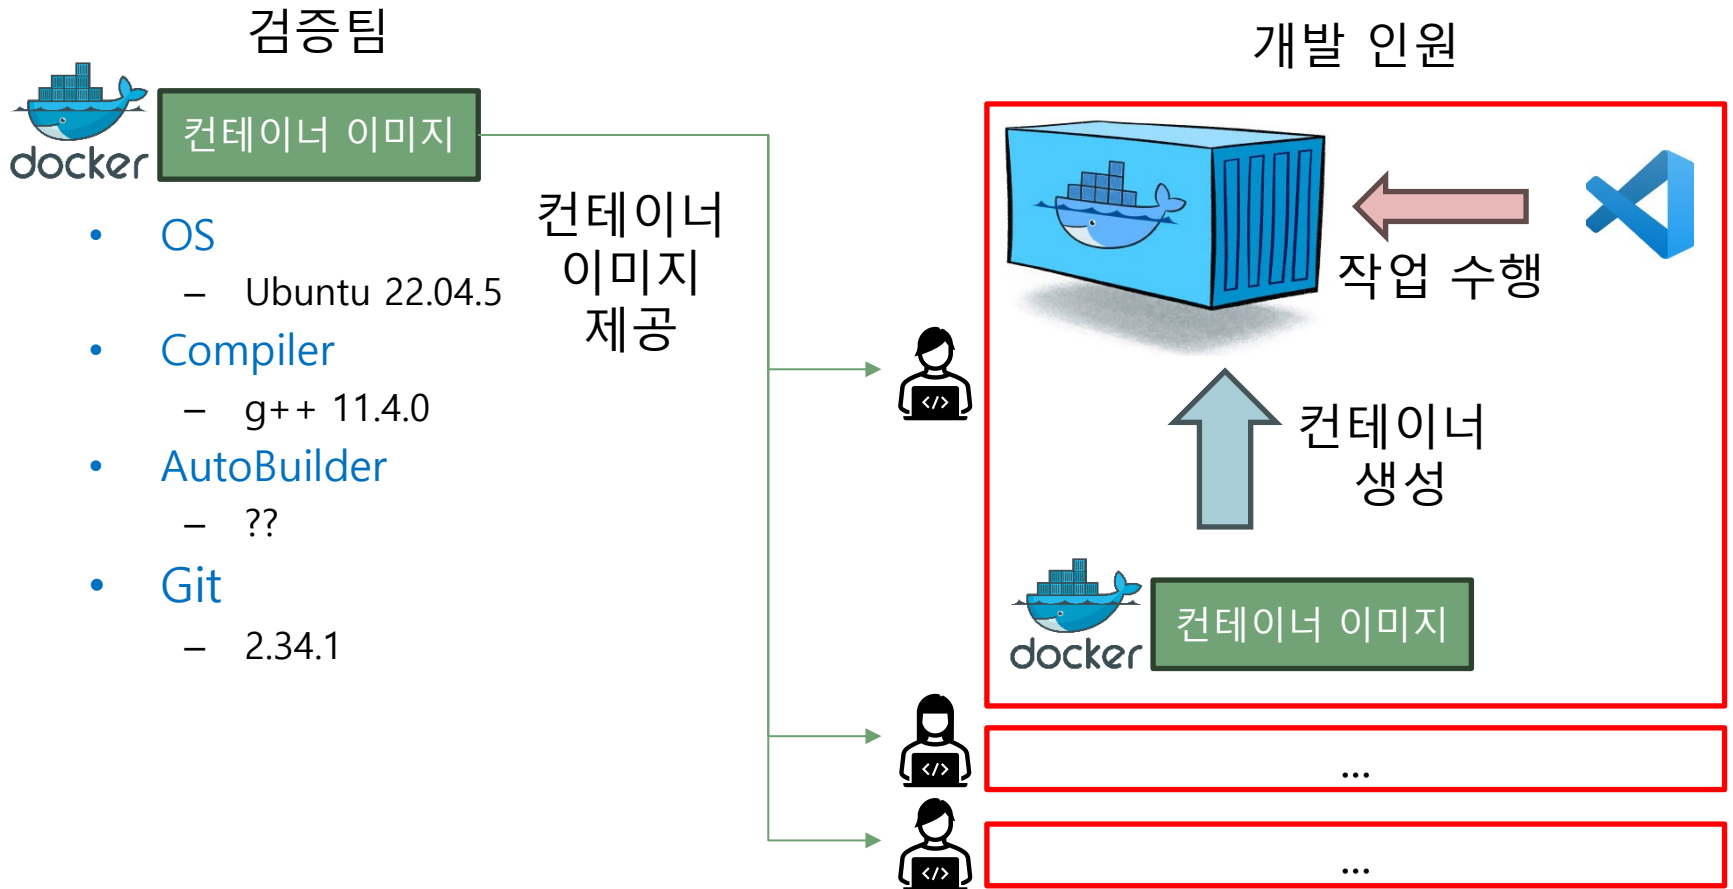 검증팀
docker
컨테이너 이미지
• OS
– Ubuntu 22.04.5
• Compiler
– g++ 11.4.0
• AutoBuilder
– ??
• Git
– 2.34.1
컨테이너
이미지
제공
개발 인원
작업 수행
컨테이너
생성
docker
컨테이너 이미지
</>
</>
...
</>
...